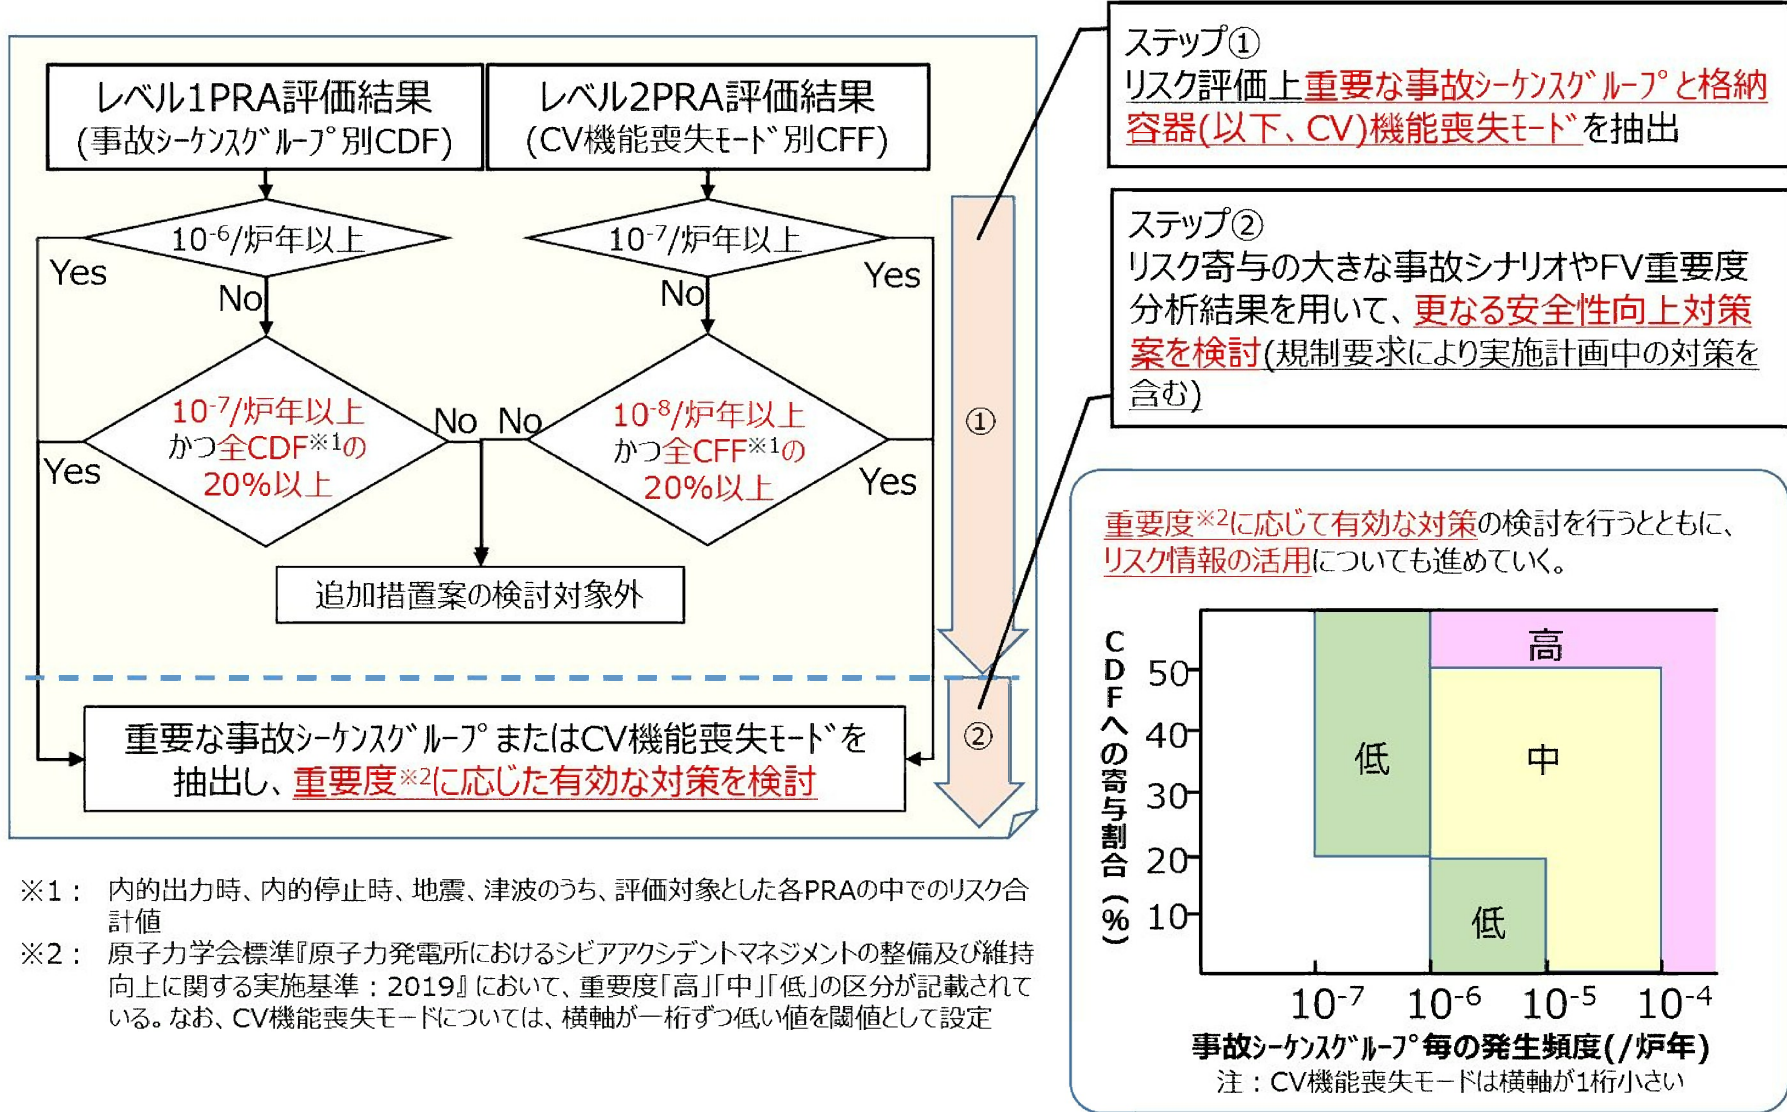 レベル1PRA評価結果
(事故シーケンスグループ別CDF)
レベル2PRA評価結果
(CV機能喪失モード別CFF)
10-6/炉年以上
10-7/炉年以上
Yes
No
No
Yes
10-7/炉年以上
かつ全CDF※1の
20%以上
No
No
10-8/炉年以上
かつ全CFF※1の
20%以上
Yes
Yes
追加措置案の検討対象外
①
重要な事故シーケンスグループまたはCV機能喪失モードを
抽出し、重要度※2に応じた有効な対策を検討
②
ステップ①
リスク評価上重要な事故シーケンスグループと格納
容器(以下、CV)機能喪失モードを抽出
ステップ②
リスク寄与の大きな事故シナリオやFV重要度
分析結果を用いて、更なる安全性向上対策
案を検討(規制要求により実施計画中の対策を
含む)
重要度※2に応じて有効な対策の検討を行うとともに、
リスク情報の活用についても進めていく。
CDFへの寄与割合(%)
50
40
30
20
10
高
低
中
低
10-7
10-6
10-5
10-4
事故シーケンスグループ毎の発生頻度(/炉年)
注：CV機能喪失モードは横軸が1桁小さい
※1： 内的出力時、内的停止時、地震、津波のうち、評価対象とした各PRAの中でのリスク合
計値
※2： 原子力学会標準『原子力発電所におけるシビアアクシデントマネジメントの整備及び維持
向上に関する実施基準：2019』において、重要度「高」「中」「低」の区分が記載されて
いる。なお、CV機能喪失モードについては、横軸が一桁ずつ低い値を閾値として設定